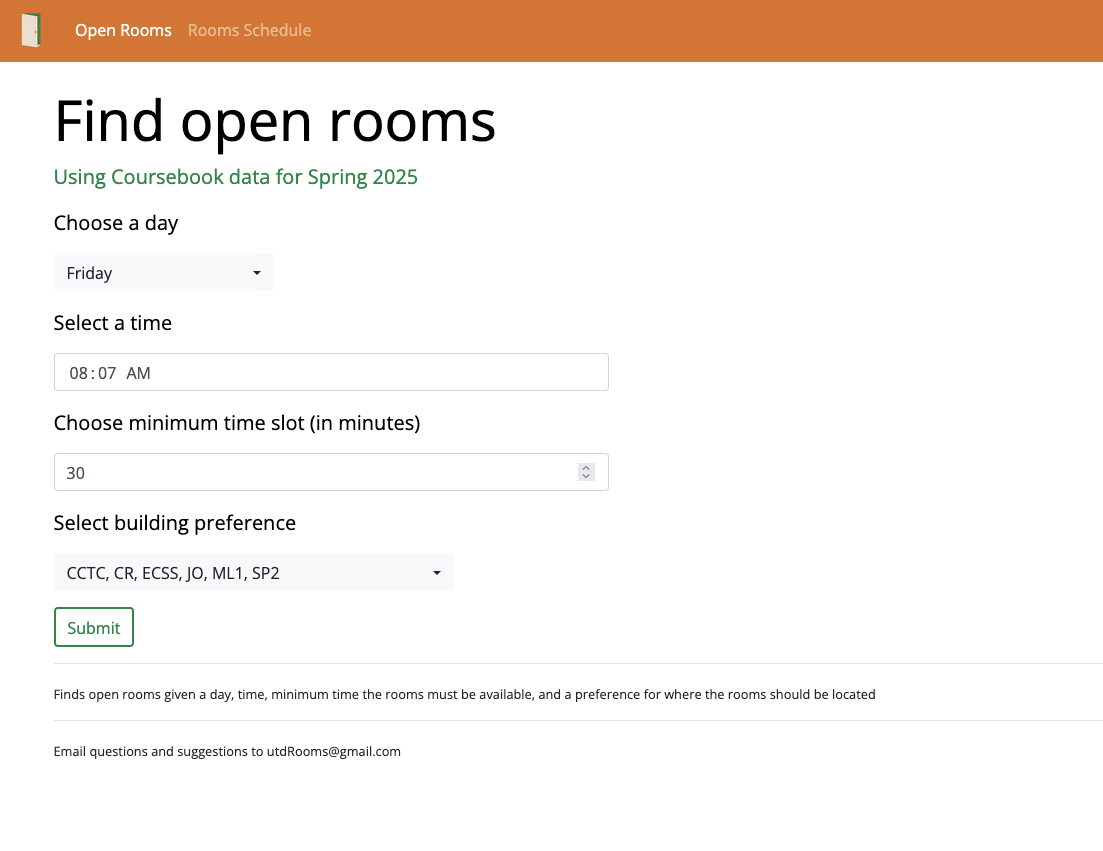 Open Rooms Rooms Schedule
Find open rooms
Using Coursebook data for Spring 2025
Choose a day
Friday
Select a time
08:07 AM
Choose minimum time slot (in minutes)
30
Select building preference
CCTC, CR, ECSS, JO, ML1, SP2
Submit
Finds open rooms given a day, time, minimum time the rooms must be available, and a preference for where the rooms should be located
Email questions and suggestions to utdRooms@gmail.com